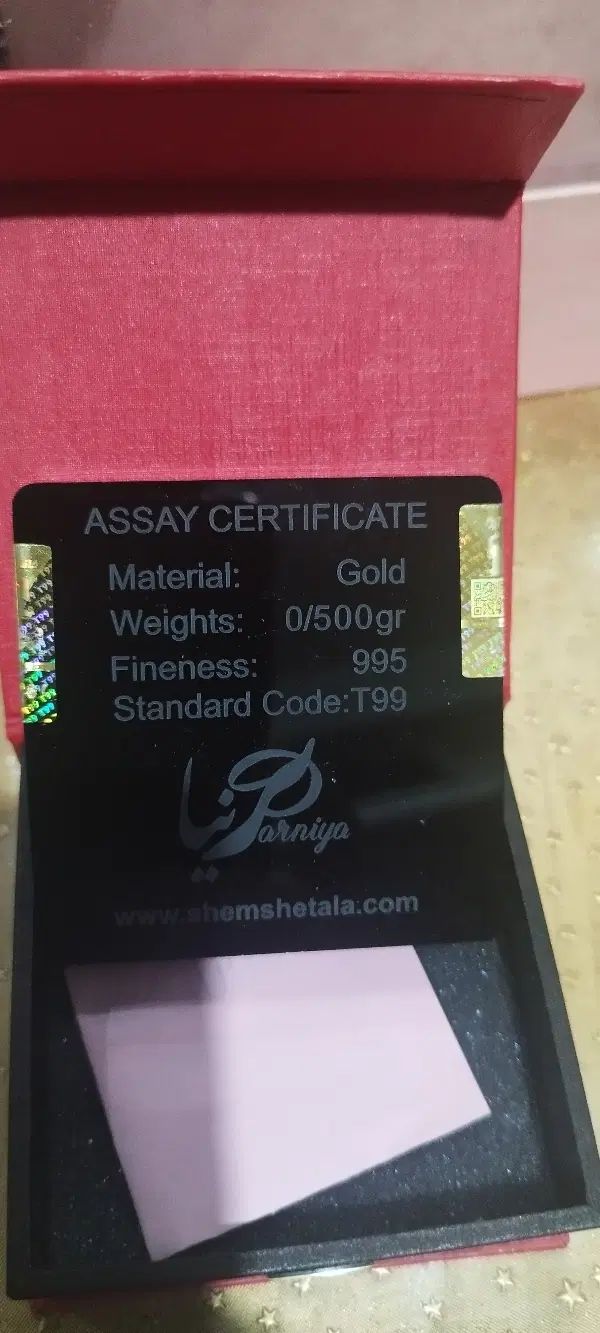 ASSAY CERTIFICATE
Material: Gold
Weights: 0/500gr
Fineness: 995
Standard Code:T99
پرنیا
Parniya
www.shemshetala.com